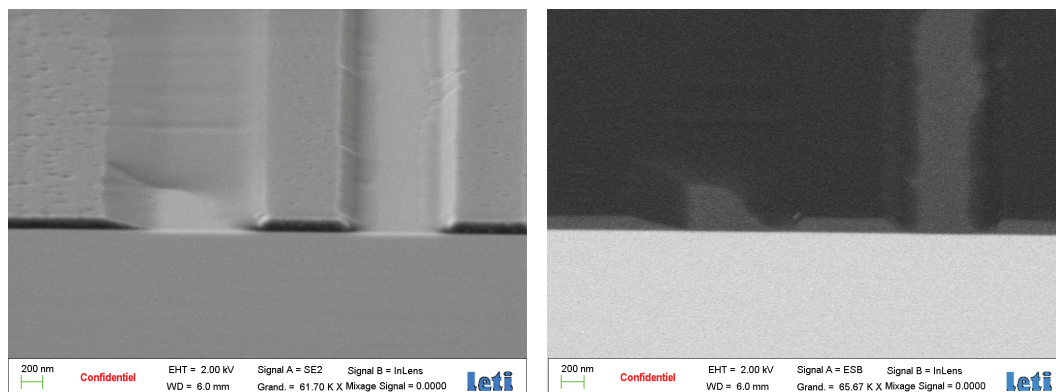 200 nm
Confidentiel
EHT = 2.00 kV
Signal A = SE2
Signal B = InLens
WD = 6.0 mm
Grand. = 61.70 K X
Mixage Signal = 0.0000
Leti
200 nm
Confidentiel
EHT = 2.00 kV
Signal A = ESB
Signal B = InLens
WD = 6.0 mm
Grand. = 65.67 K X
Mixage Signal = 0.0000
Leti